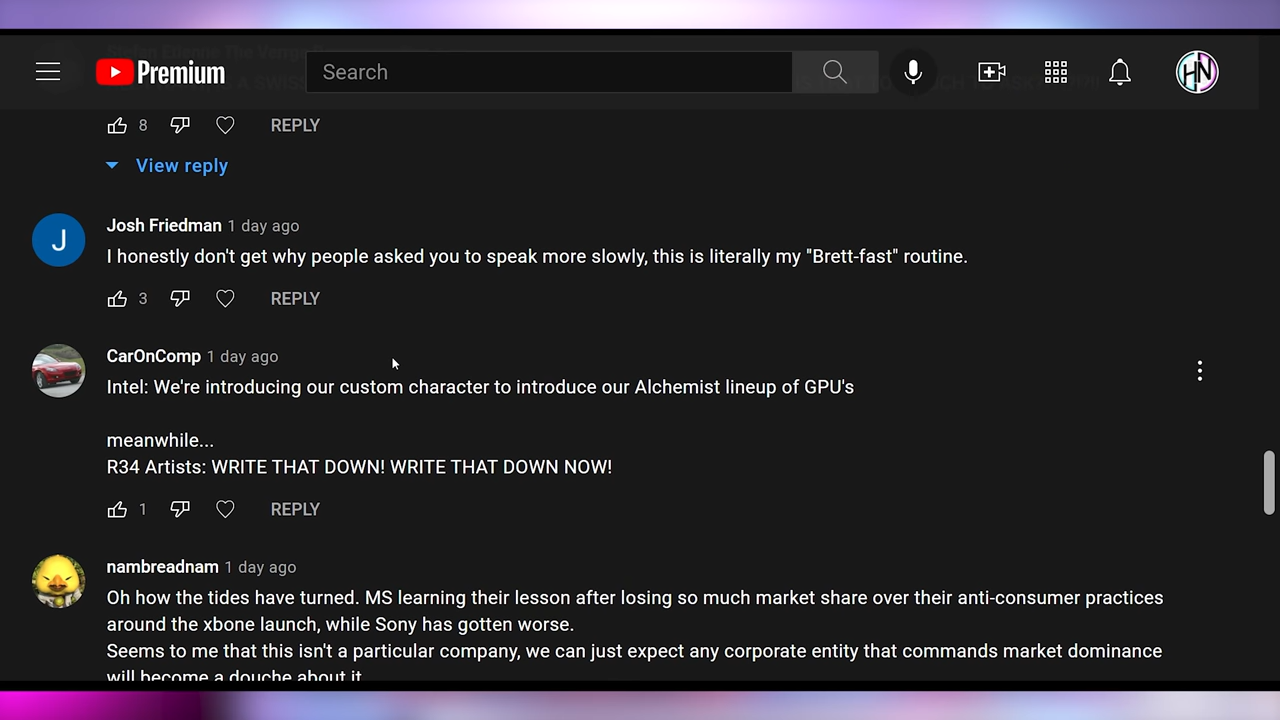 Premium
Search
HN
8
REPLY
View reply
J
Josh Friedman 1 day ago
I honestly don't get why people asked you to speak more slowly, this is literally my "Brett-fast" routine.
3
REPLY
CarOnComp 1 day ago
Intel: We're introducing our custom character to introduce our Alchemist lineup of GPU's
meanwhile...
R34 Artists: WRITE THAT DOWN! WRITE THAT DOWN NOW!
1
REPLY
nambreadnam 1 day ago
Oh how the tides have turned. MS learning their lesson after losing so much market share over their anti-consumer practices
around the xbone launch, while Sony has gotten worse.
Seems to me that this isn't a particular company, we can just expect any corporate entity that commands market dominance
will become a douche about it